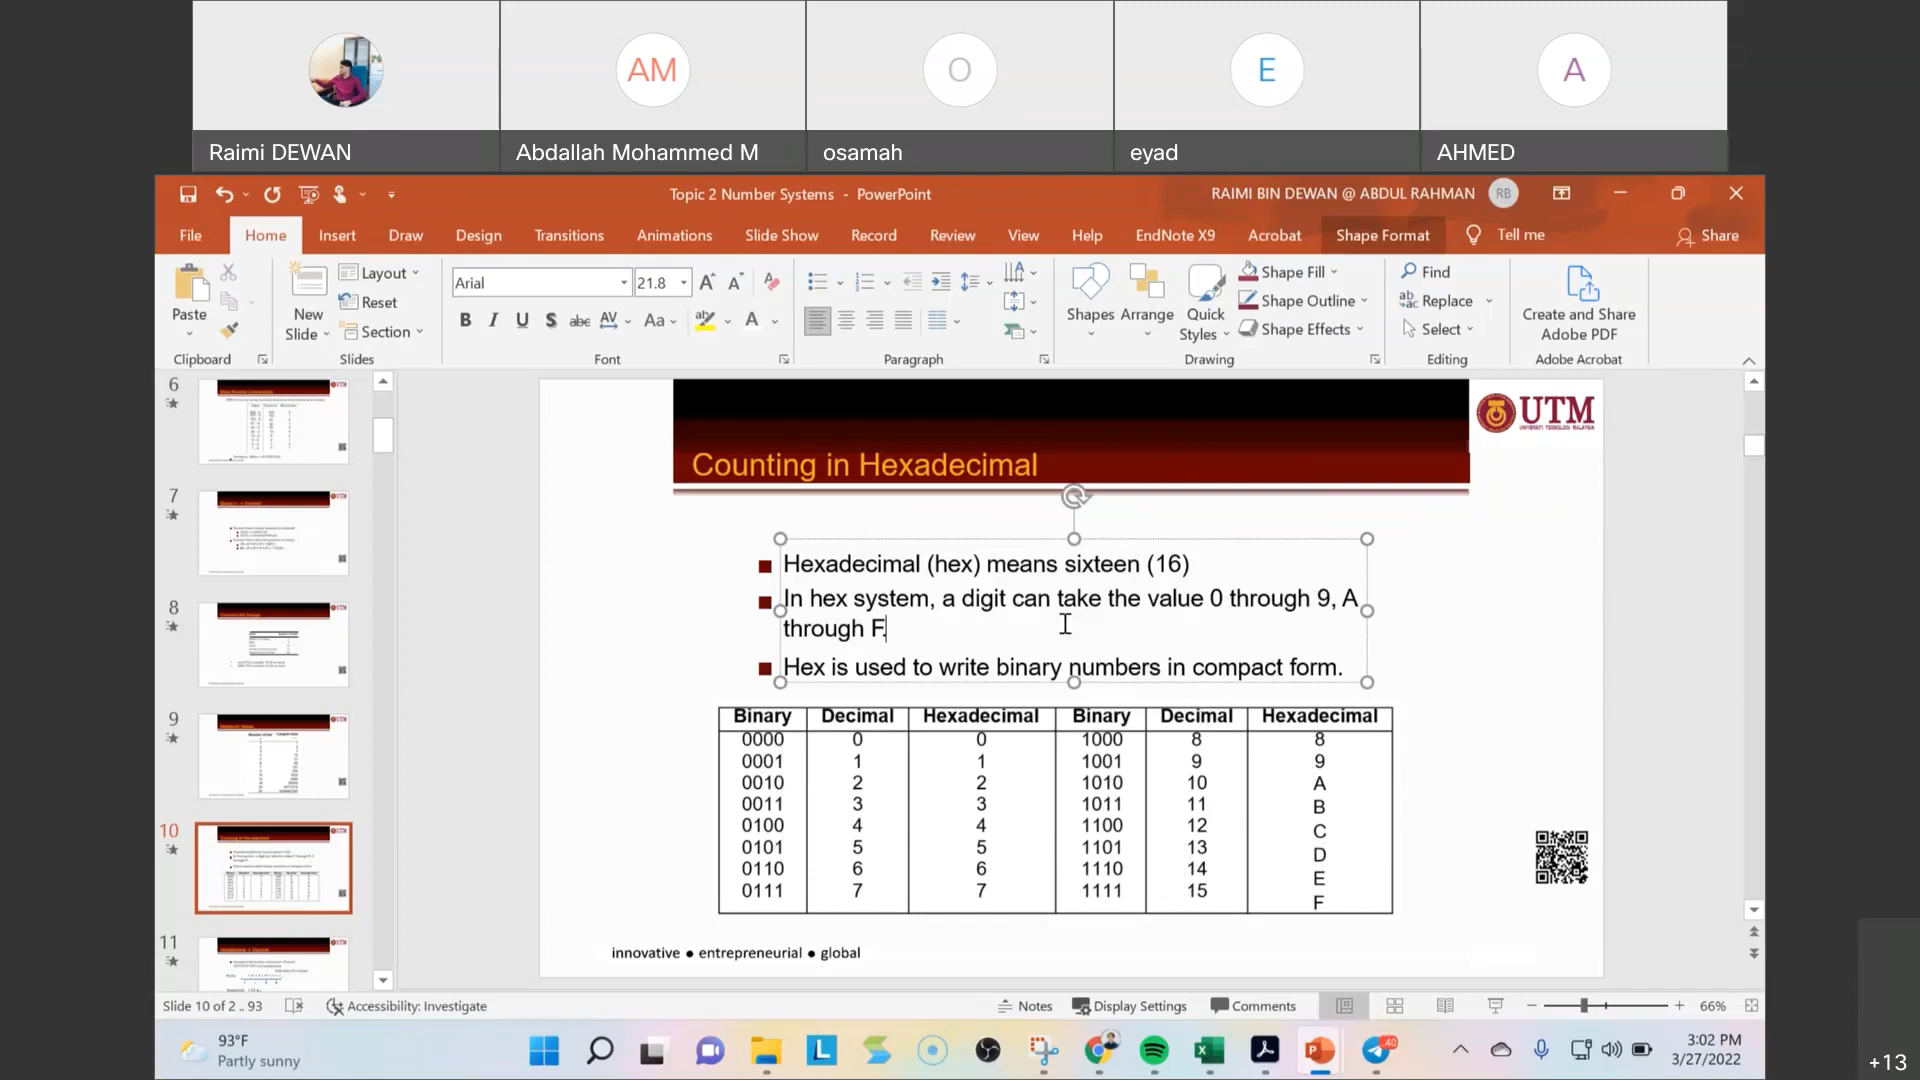 AM
O
E
A
Raimi DEWAN
Abdallah Mohammed M
osamah
eyad
AHMED
Topic 2 Number Systems - PowerPoint
RAIMI BIN DEWAN @ ABDUL RAHMAN
RB
File Home Insert Draw Design Transitions Animations Slide Show Record Review View Help EndNote X9 Acrobat Shape Format Tell me Share
Paste
Clipboard
New
Slide
Layout
Reset
Section
Slides
Arial 21.8
B I U S abc AV Aa A
Font
Paragraph
Shapes
Arrange
Quick
Styles
Shape Fill
Shape Outline
Shape Effects
Drawing
Find
Replace
Select
Editing
Create and Share
Adobe PDF
Adobe Acrobat
6
7
8
9
10
11
UTM
UNIVERSITI TEKNOLOGI MALAYSIA
Counting in Hexadecimal
Hexadecimal (hex) means sixteen (16)
In hex system, a digit can take the value 0 through 9, A
through F.
Hex is used to write binary numbers in compact form.
Binary Decimal Hexadecimal Binary Decimal Hexadecimal
0000 0 0 1000 8 8
0001 1 1 1001 9 9
0010 2 2 1010 10 A
0011 3 3 1011 11 B
0100 4 4 1100 12 C
0101 5 5 1101 13 D
0110 6 6 1110 14 E
0111 7 7 1111 15 F
innovative ● entrepreneurial ● global
Slide 10 of 2 .. 93
Accessibility: Investigate
Notes
Display Settings
Comments
66%
93°F
Partly sunny
L
40
3:02 PM
3/27/2022
+13